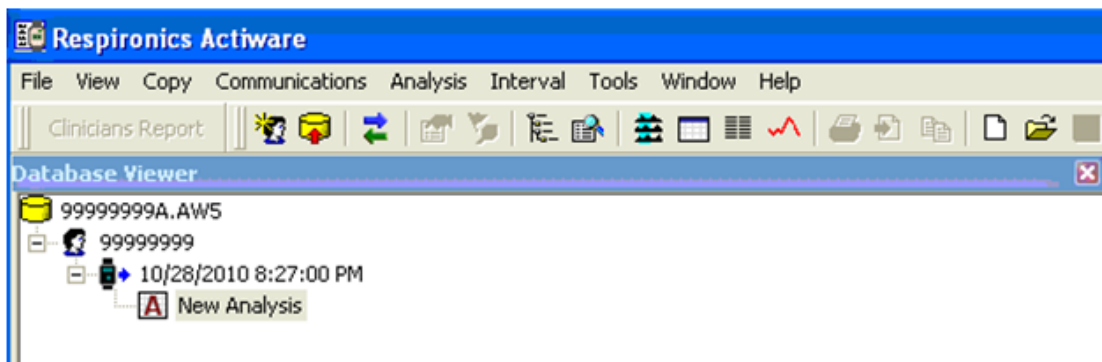 Respironics Actiware
File View Copy Communications Analysis Interval Tools Window Help
Clinicians Report
Database Viewer
99999999A.AW5
99999999
10/28/2010 8:27:00 PM
A New Analysis